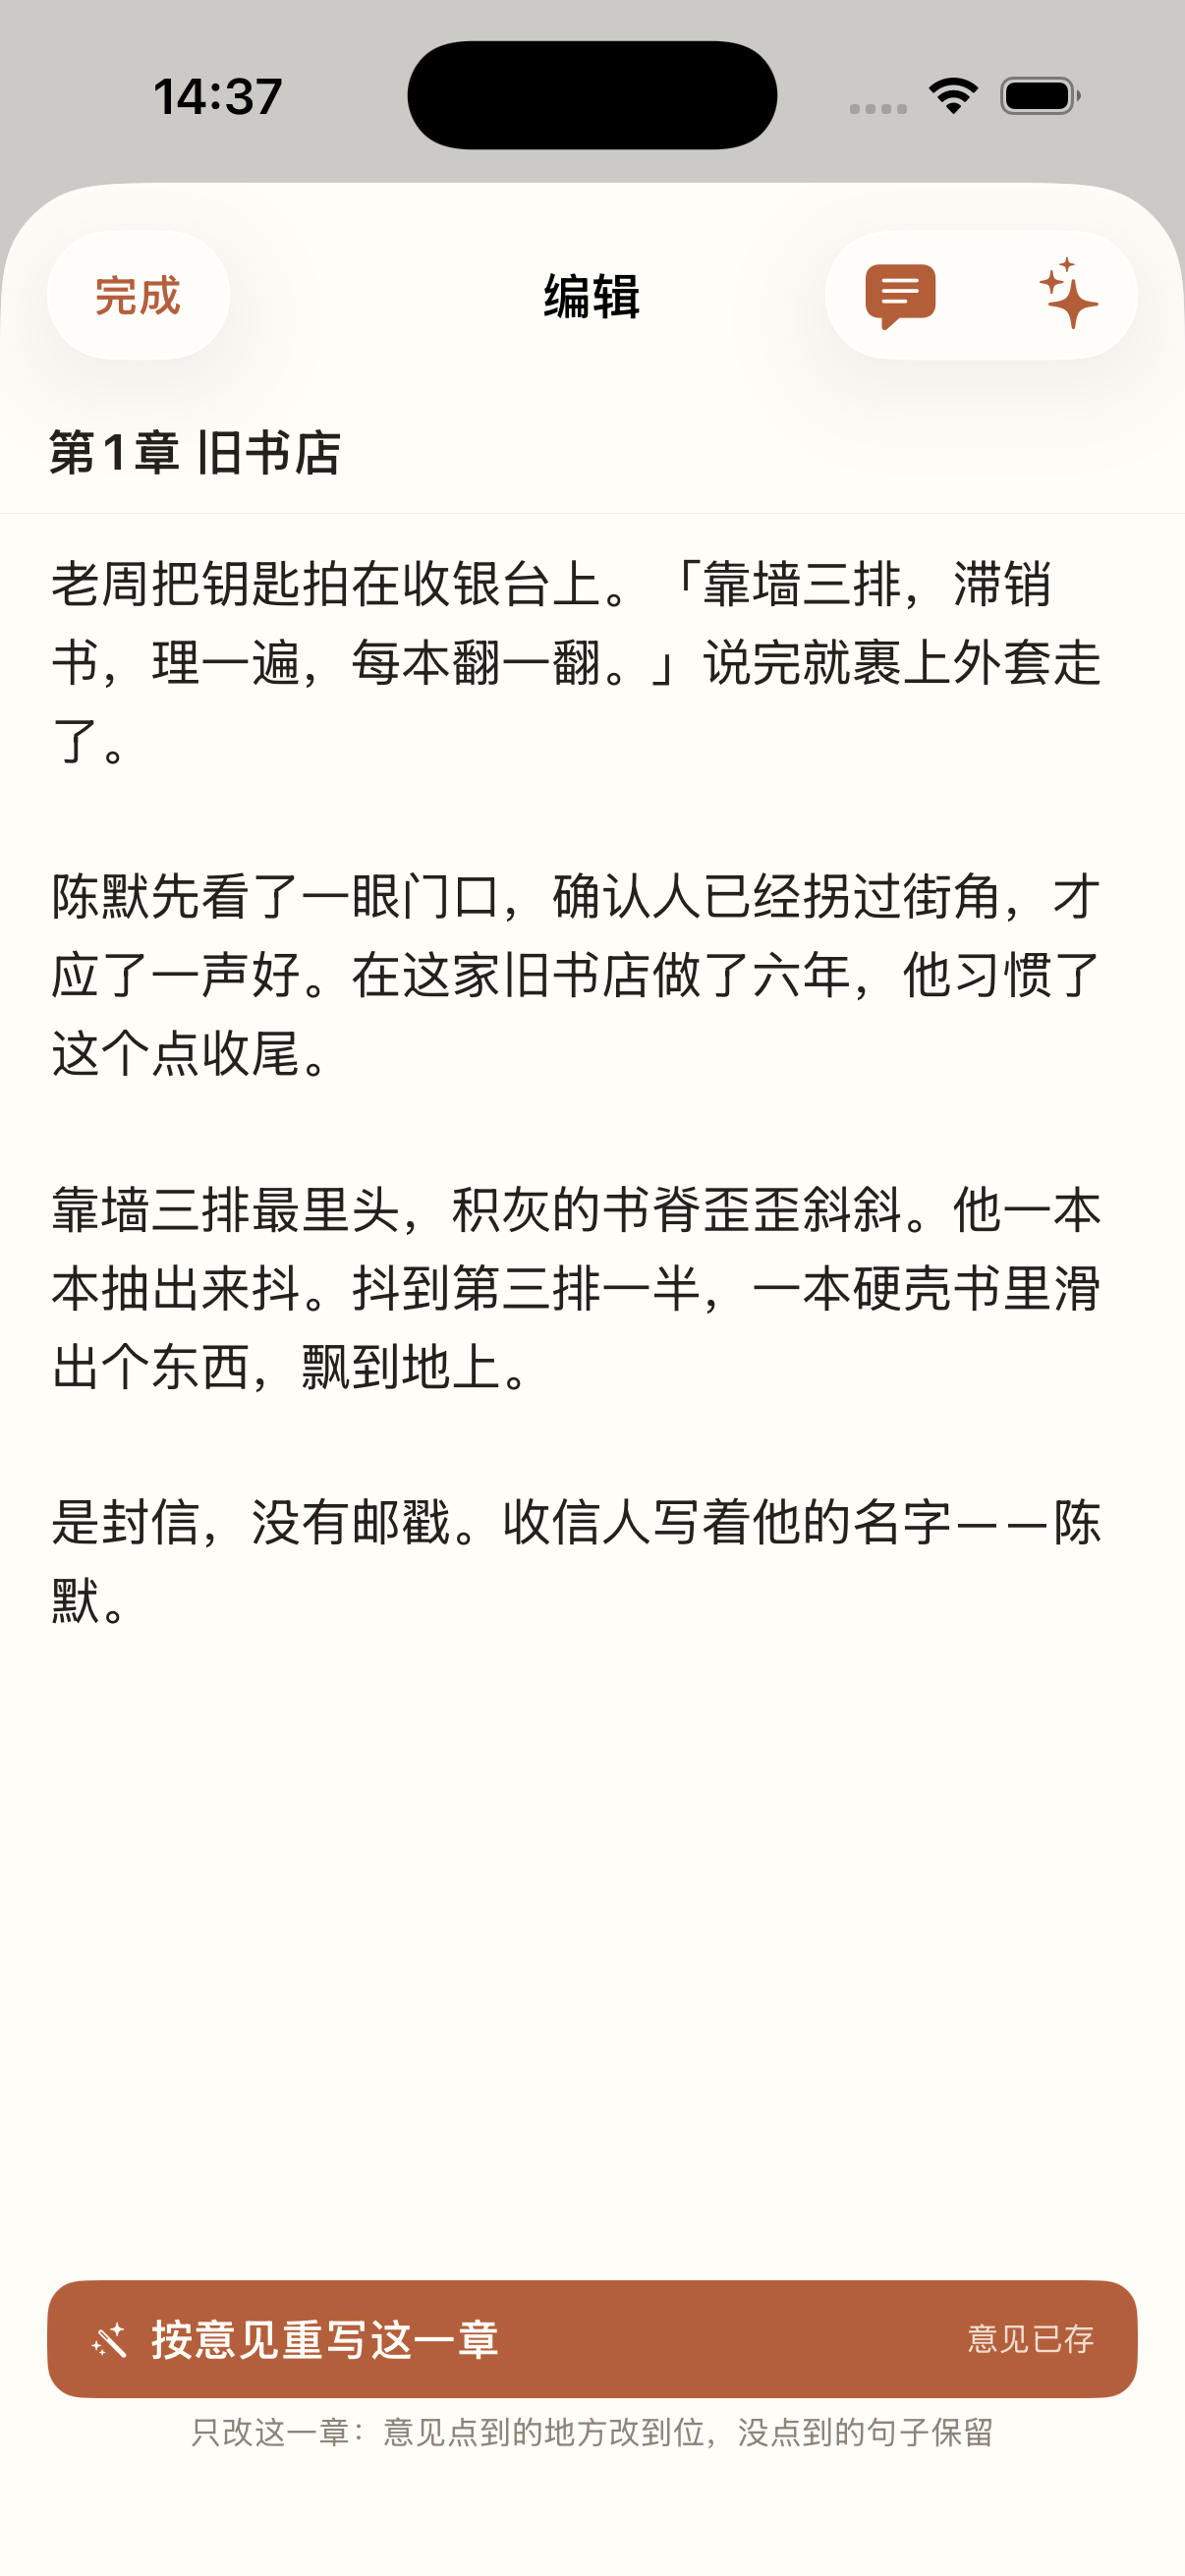 14:37
完成
编辑
第1章 旧书店
老周把钥匙拍在收银台上。「靠墙三排，滞销
书，理一遍，每本翻一翻。」说完就裹上外套走
了。
陈默先看了一眼门口，确认人已经拐过街角，才
应了一声好。在这家旧书店做了六年，他习惯了
这个点收尾。
靠墙三排最里头，积灰的书脊歪歪斜斜。他一本
本抽出来抖。抖到第三排一半，一本硬壳书里滑
出个东西，飘到地上。
是封信，没有邮戳。收信人写着他的名字——陈
默。
按意见重写这一章
意见已存
只改这一章：意见点到的地方改到位，没点到的句子保留